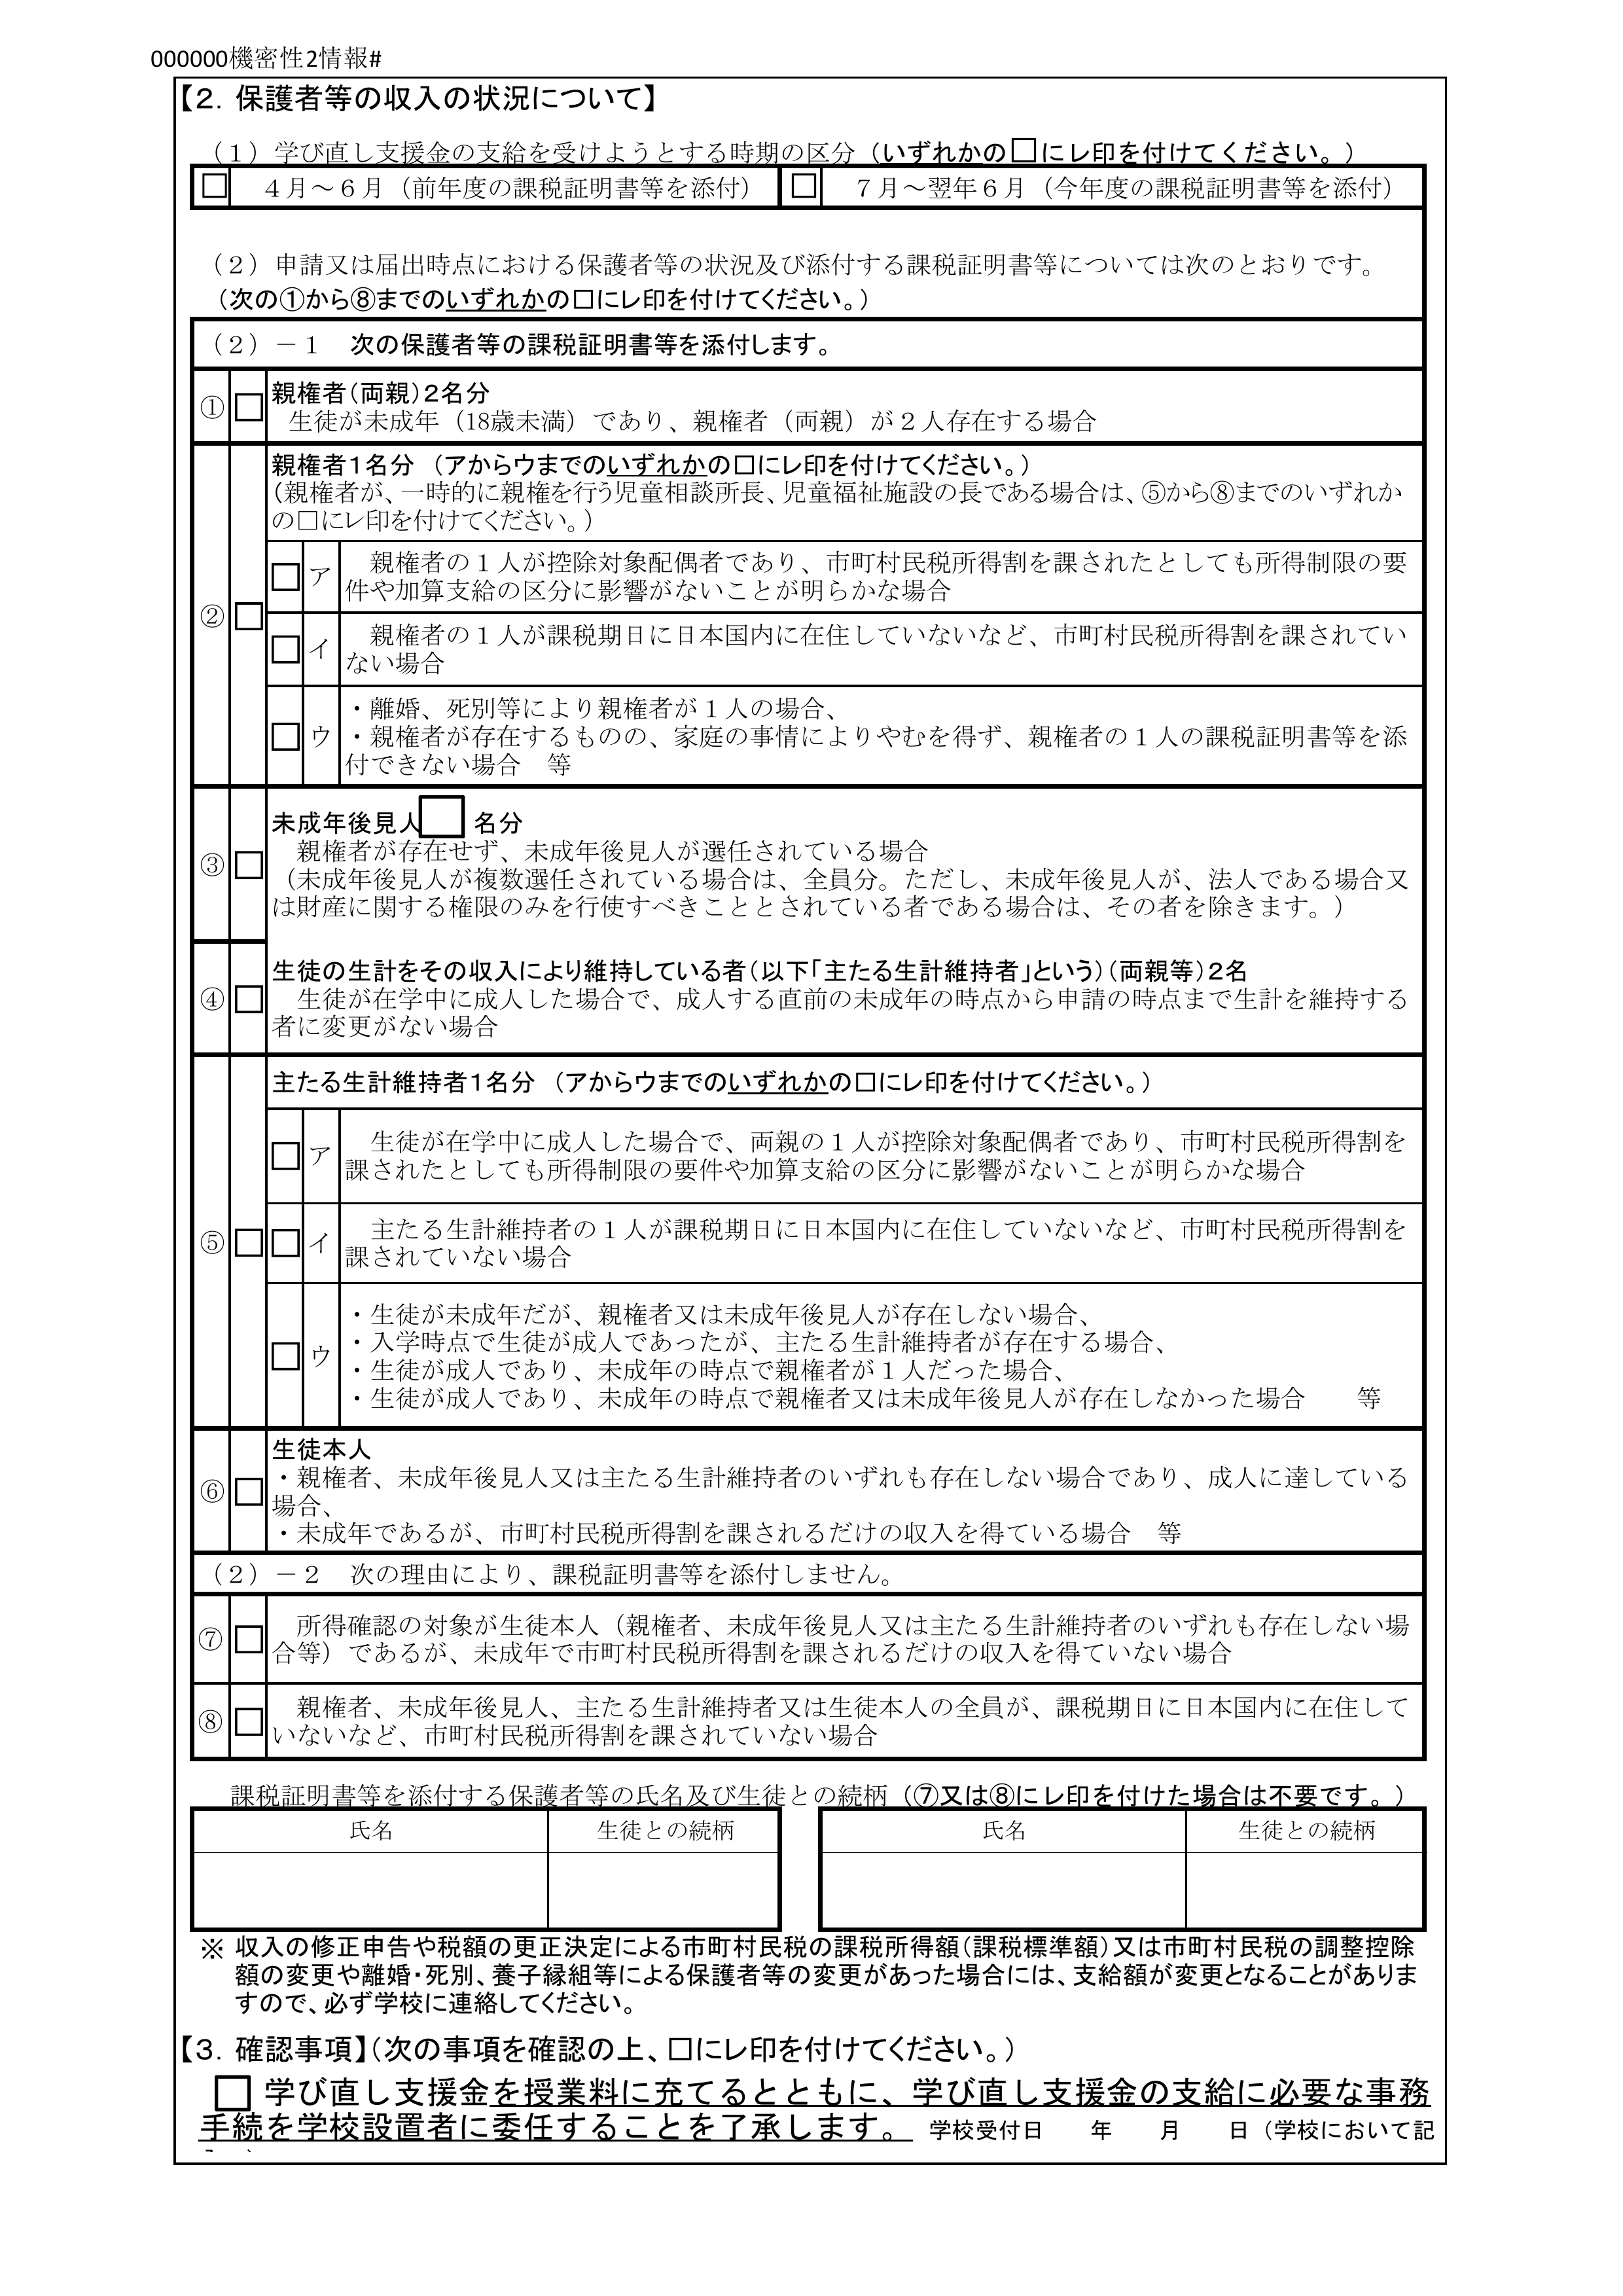 000000機密性2情報#
【2. 保護者等の収入の状況について】
（１）学び直し支援金の支給を受けようとする時期の区分（いずれかの□にレ印を付けてください。）
□ ４月～６月（前年度の課税証明書等を添付） □ ７月～翌年６月（今年度の課税証明書等を添付）
（２）申請又は届出時点における保護者等の状況及び添付する課税証明書等については次のとおりです。
（次の①から⑧までのいずれかの□にレ印を付けてください。）
（２）－１　次の保護者等の課税証明書等を添付します。
① □ 親権者（両親）2名分
生徒が未成年（18歳未満）であり、親権者（両親）が２人存在する場合
② □ 親権者1名分 （アからウまでのいずれかの□にレ印を付けてください。）
（親権者が、一時的に親権を行う児童相談所長、児童福祉施設の長である場合は、⑤から⑧までのいずれか
の□にレ印を付けてください。）
□ ア 親権者の１人が控除対象配偶者であり、市町村民税所得割を課されたとしても所得制限の要
件や加算支給の区分に影響がないことが明らかな場合
□ イ 親権者の１人が課税期日に日本国内に在住していないなど、市町村民税所得割を課されてい
ない場合
□ ウ ・離婚、死別等により親権者が１人の場合、
・親権者が存在するものの、家庭の事情によりやむを得ず、親権者の１人の課税証明書等を添
付できない場合　等
③ □ 未成年後見人□ 名分
親権者が存在せず、未成年後見人が選任されている場合
（未成年後見人が複数選任されている場合は、全員分。ただし、未成年後見人が、法人である場合又
は財産に関する権限のみを行使すべきこととされている者である場合は、その者を除きます。）
④ □ 生徒の生計をその収入により維持している者（以下「主たる生計維持者」という）（両親等）2名
生徒が在学中に成人した場合で、成人する直前の未成年の時点から申請の時点まで生計を維持する
者に変更がない場合
⑤ □ 主たる生計維持者1名分 （アからウまでのいずれかの□にレ印を付けてください。）
□ ア 生徒が在学中に成人した場合で、両親の１人が控除対象配偶者であり、市町村民税所得割を
課されたとしても所得制限の要件や加算支給の区分に影響がないことが明らかな場合
□ イ 主たる生計維持者の１人が課税期日に日本国内に在住していないなど、市町村民税所得割を
課されていない場合
□ ウ ・生徒が未成年だが、親権者又は未成年後見人が存在しない場合、
・入学時点で生徒が成人であったが、主たる生計維持者が存在する場合、
・生徒が成人であり、未成年の時点で親権者が１人だった場合、
・生徒が成人であり、未成年の時点で親権者又は未成年後見人が存在しなかった場合　　等
⑥ □ 生徒本人
・親権者、未成年後見人又は主たる生計維持者のいずれも存在しない場合であり、成人に達している
場合、
・未成年であるが、市町村民税所得割を課されるだけの収入を得ている場合　等
（２）－２　次の理由により、課税証明書等を添付しません。
⑦ □ 所得確認の対象が生徒本人（親権者、未成年後見人又は主たる生計維持者のいずれも存在しない場
合等）であるが、未成年で市町村民税所得割を課されるだけの収入を得ていない場合
⑧ □ 親権者、未成年後見人、主たる生計維持者又は生徒本人の全員が、課税期日に日本国内に在住して
いないなど、市町村民税所得割を課されていない場合
課税証明書等を添付する保護者等の氏名及び生徒との続柄（⑦又は⑧にレ印を付けた場合は不要です。）
氏名 生徒との続柄 氏名 生徒との続柄
※ 収入の修正申告や税額の更正決定による市町村民税の課税所得額（課税標準額）又は市町村民税の調整控除
額の変更や離婚・死別、養子縁組等による保護者等の変更があった場合には、支給額が変更となることがありま
すので、必ず学校に連絡してください。
【3. 確認事項】（次の事項を確認の上、□にレ印を付けてください。）
□ 学び直し支援金を授業料に充てるとともに、学び直し支援金の支給に必要な事務
手続を学校設置者に委任することを了承します。 学校受付日　　年　　月　　日（学校において記